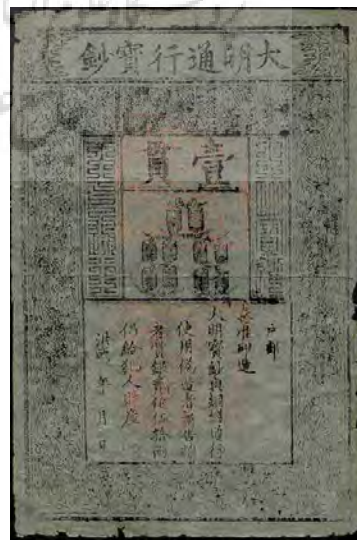 大明通行寶鈔
壹貫
戶部
奏准印造
大明寶鈔與銅錢通行
使用偽造者斬告捕
者賞銀貳佰伍拾兩
仍給犯人財產
洪武 年 月 日